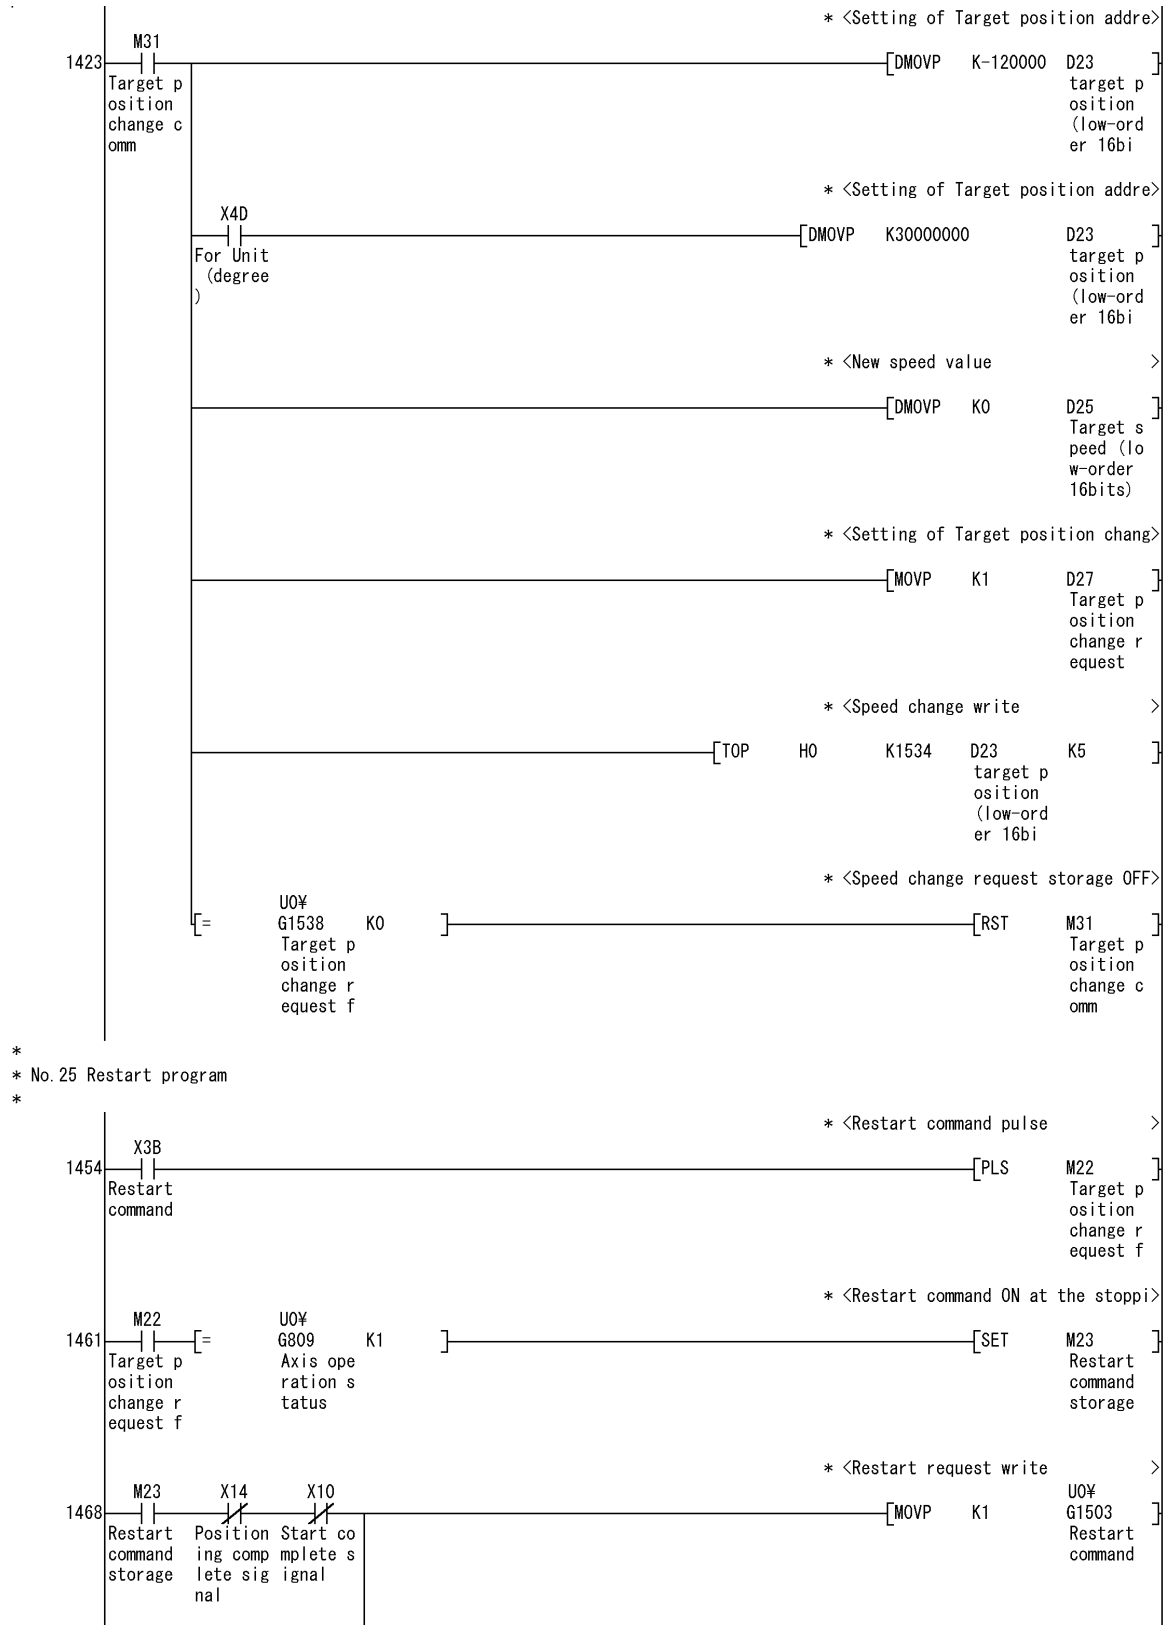 * <Setting of Target position addre>
M31
1423
[DMOVP K-120000 D23 ]
Target p
osition
change c
omm
target p
osition
(low-ord
er 16bi
* <Setting of Target position addre>
X4D
[DMOVP K30000000 D23 ]
For Unit
(degree
)
target p
osition
(low-ord
er 16bi
* <New speed value >
[DMOVP K0 D25 ]
Target s
peed (lo
w-order
16bits)
* <Setting of Target position chang>
[MOVP K1 D27 ]
Target p
osition
change r
equest
* <Speed change write >
[TOP H0 K1534 D23 K5 ]
target p
osition
(low-ord
er 16bi
* <Speed change request storage OFF>
U0¥
[= G1538 K0 ] [RST M31 ]
Target p
osition
change r
equest f
Target p
osition
change c
omm
*
* No.25 Restart program
*
* <Restart command pulse >
X3B
1454 [PLS M22 ]
Restart
command
Target p
osition
change r
equest f
* <Restart command ON at the stoppi>
M22 U0¥
1461 [= G809 K1 ] [SET M23 ]
Target p
osition
change r
equest f
Axis ope
ration s
tatus
Restart
command
storage
* <Restart request write >
M23 X14 X10 U0¥
1468 [MOVP K1 G1503 ]
Restart
command
storage
Position
ing comp
lete sig
nal
Start co
mplete s
ignal
Restart
command